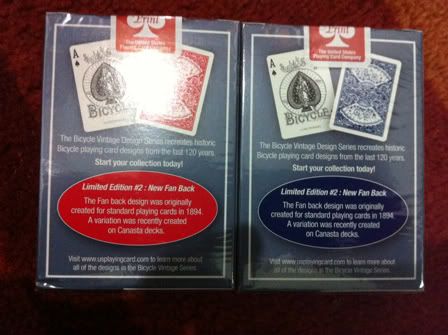 Print
The United States
Playing Card Company
A
BICYCLE
The Bicycle Vintage Design Series recreates historic
Bicycle playing card designs from the last 120 years.
Start your collection today!
Limited Edition #2 : New Fan Back
The Fan back design was originally
created for standard playing cards in 1894.
A variation was recently created
on Canasta decks.
Visit www.usplayingcard.com to learn more about
all of the designs in the Bicycle Vintage Series.
Print
The United States
Playing Card Company
A
BICYCLE
The Bicycle Vintage Design Series recreates historic
Bicycle playing card designs from the last 120 years.
Start your collection today!
Limited Edition #2 : New Fan Back
The Fan back design was originally
created for standard playing cards in 1894.
A variation was recently created
on Canasta decks.
Visit www.usplayingcard.com to learn more about
all of the designs in the Bicycle Vintage Series.